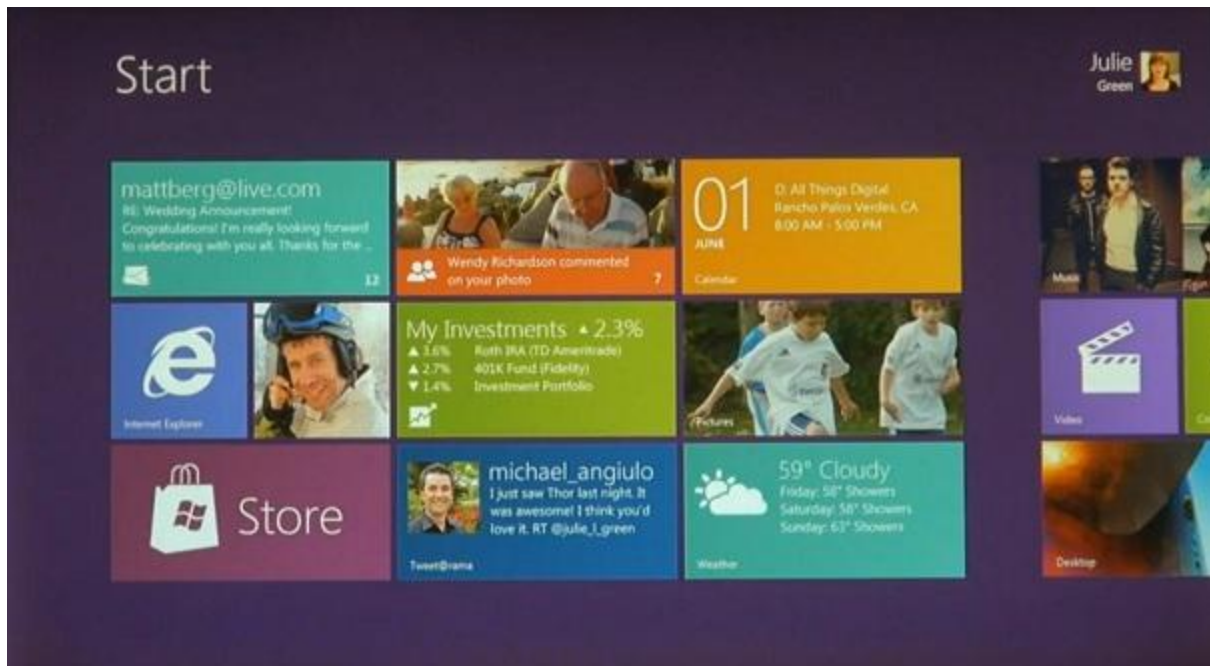 Start
Julie
Green
mattberg@live.com
RE: Wedding Announcement!
Congratulations! I'm really looking forward
to celebrating with you all. Thanks for the ...
12
Wendy Richardson commented
on your photo
7
01
JUNE
D: All Things Digital
Rancho Palos Verdes, CA
8:00 AM - 5:00 PM
Calendar
Music
Internet Explorer
My Investments ▲ 2.3%
▲ 3.6% Roth IRA (TD Ameritrade)
▲ 2.7% 401K Fund (Fidelity)
▼ 1.4% Investment Portfolio
Pictures
Video
Store
michael_angiulo
I just saw Thor last night. It
was awesome! I think you'd
love it. RT @julie_l_green
Tweet@rama
59° Cloudy
Friday: 58° Showers
Saturday: 58° Showers
Sunday: 63° Showers
Weather
Desktop